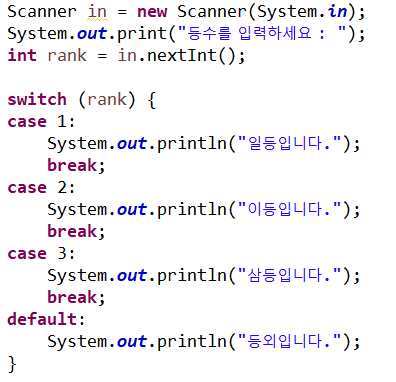 Scanner in = new Scanner(System.in);
System.out.print("등수를 입력하세요 : ");
int rank = in.nextInt();

switch (rank) {
case 1:
    System.out.println("일등입니다.");
    break;
case 2:
    System.out.println("이등입니다.");
    break;
case 3:
    System.out.println("삼등입니다.");
    break;
default:
    System.out.println("등외입니다.");
}